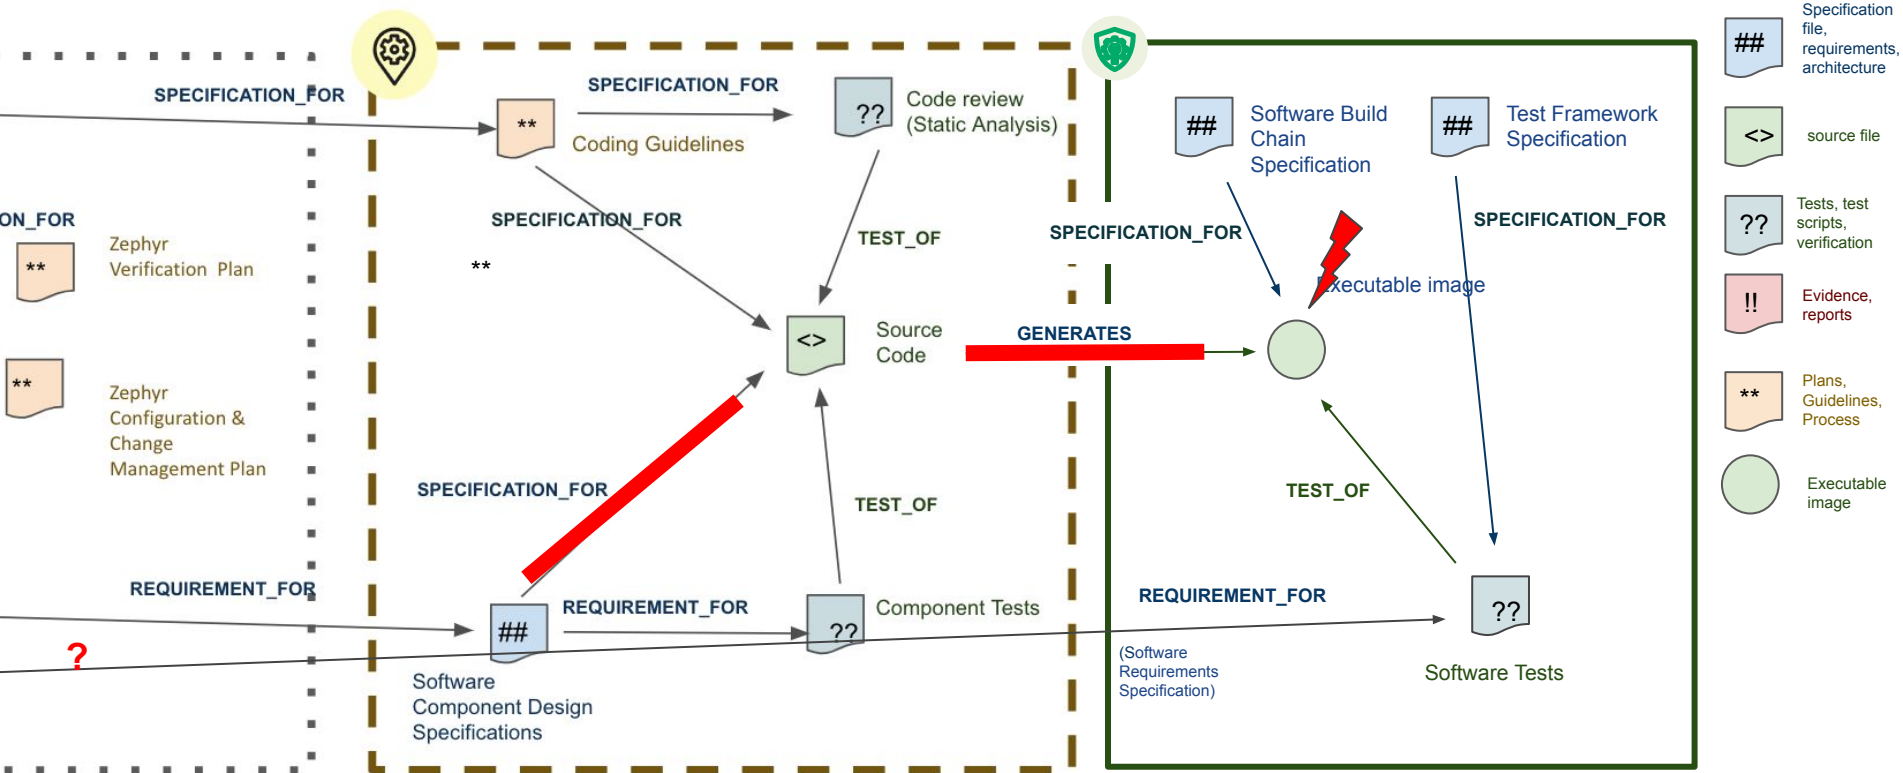 SPECIFICATION_FOR
ON_FOR
**
Zephyr
Verification Plan
**
Zephyr
Configuration &
Change
Management Plan
REQUIREMENT_FOR
?
**
Coding Guidelines
SPECIFICATION_FOR
??
Code review
(Static Analysis)
SPECIFICATION_FOR
**
TEST_OF
<>
Source
Code
GENERATES
SPECIFICATION_FOR
TEST_OF
##
REQUIREMENT_FOR
??
Component Tests
Software
Component Design
Specifications
##
Software Build
Chain
Specification
##
Test Framework
Specification
SPECIFICATION_FOR
SPECIFICATION_FOR
Executable image
TEST_OF
REQUIREMENT_FOR
(Software
Requirements
Specification)
??
Software Tests
##
Specification
file,
requirements,
architecture
<>
source file
??
Tests, test
scripts,
verification
!!
Evidence,
reports
**
Plans,
Guidelines,
Process
Executable
image